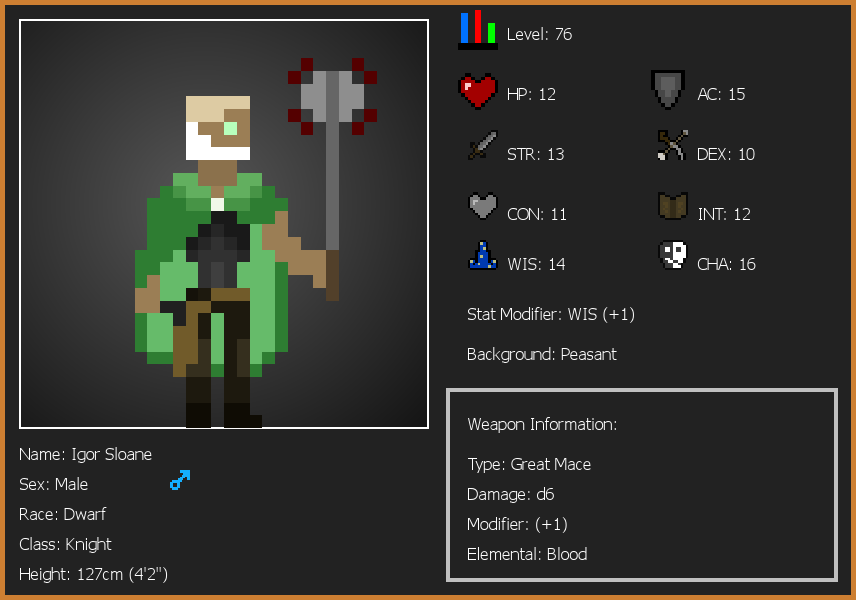 Level: 76
HP: 12
AC: 15
STR: 13
DEX: 10
CON: 11
INT: 12
WIS: 14
CHA: 16
Stat Modifier: WIS (+1)
Background: Peasant
Weapon Information:
Type: Great Mace
Damage: d6
Modifier: (+1)
Elemental: Blood
Name: Igor Sloane
Sex: Male
Race: Dwarf
Class: Knight
Height: 127cm (4'2")